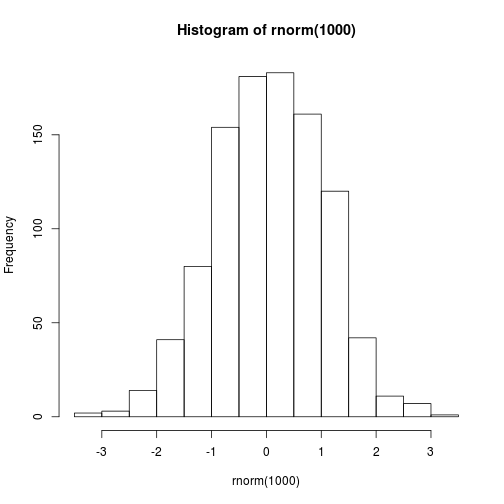 Histogram of rnorm(1000)
Frequency
150
100
50
0
-3 -2 -1 0 1 2 3
rnorm(1000)